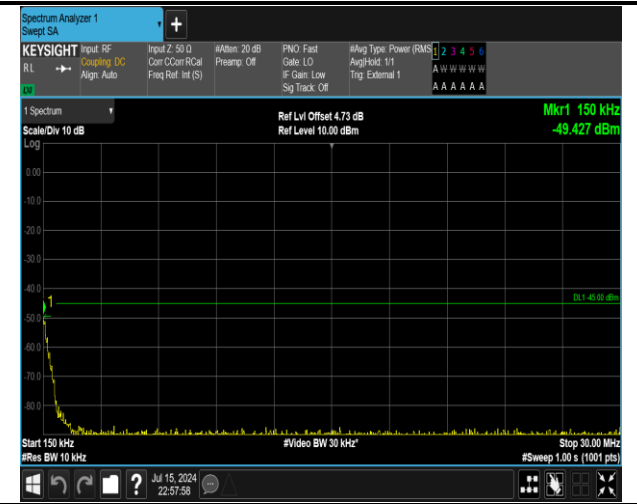 Spectrum Analyzer 1
Swept SA
+
KEYSIGHT
RL
LXI
Input: RF
Coupling: DC
Align: Auto
Input Z: 50 Ω
Corr CCorr RCal
Freq Ref: Int (S)
#Atten: 20 dB
Preamp: Off
PNO: Fast
Gate: LO
IF Gain: Low
Sig Track: Off
#Avg Type: Power (RMS
Avg|Hold: 1/1
Trig: External 1
1 2 3 4 5 6
A W W W W W
A A A A A A
1 Spectrum
Scale/Div 10 dB
Ref Lvl Offset 4.73 dB
Ref Level 10.00 dBm
Mkr1 150 kHz
-49.427 dBm
Log
0.00
-10.0
-20.0
-30.0
-40.0
1
DL1 -45.00 dBm
-50.0
-60.0
-70.0
-80.0
Start 150 kHz
#Video BW 30 kHz*
Stop 30.00 MHz
#Res BW 10 kHz
#Sweep 1.00 s (1001 pts)
?
Jul 15, 2024
22:57:58